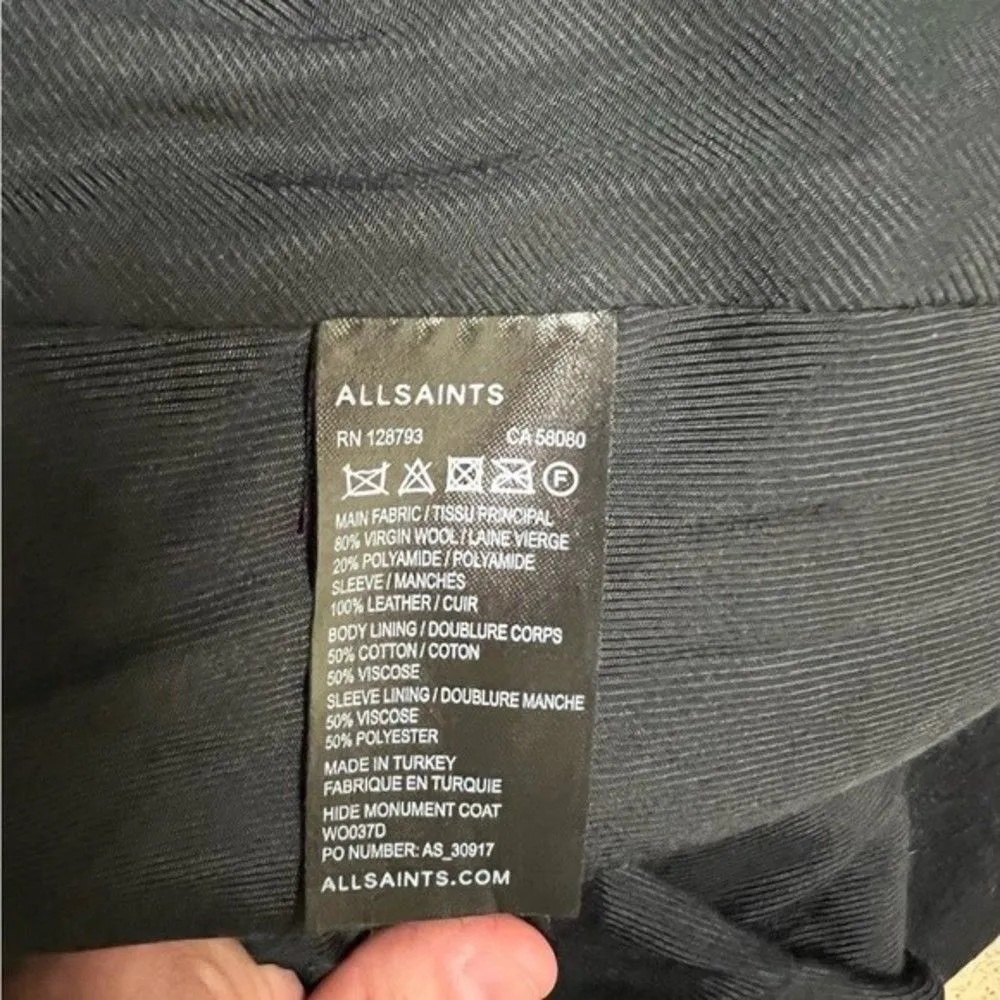 ALLSAINTS
RN 128793 CA 58080
F
MAIN FABRIC / TISSU PRINCIPAL
80% VIRGIN WOOL / LAINE VIERGE
20% POLYAMIDE / POLYAMIDE
SLEEVE / MANCHES
100% LEATHER / CUIR
BODY LINING / DOUBLURE CORPS
50% COTTON / COTON
50% VISCOSE
SLEEVE LINING / DOUBLURE MANCHE
50% VISCOSE
50% POLYESTER
MADE IN TURKEY
FABRIQUE EN TURQUIE
HIDE MONUMENT COAT
WO037D
PO NUMBER: AS_30917
ALLSAINTS.COM